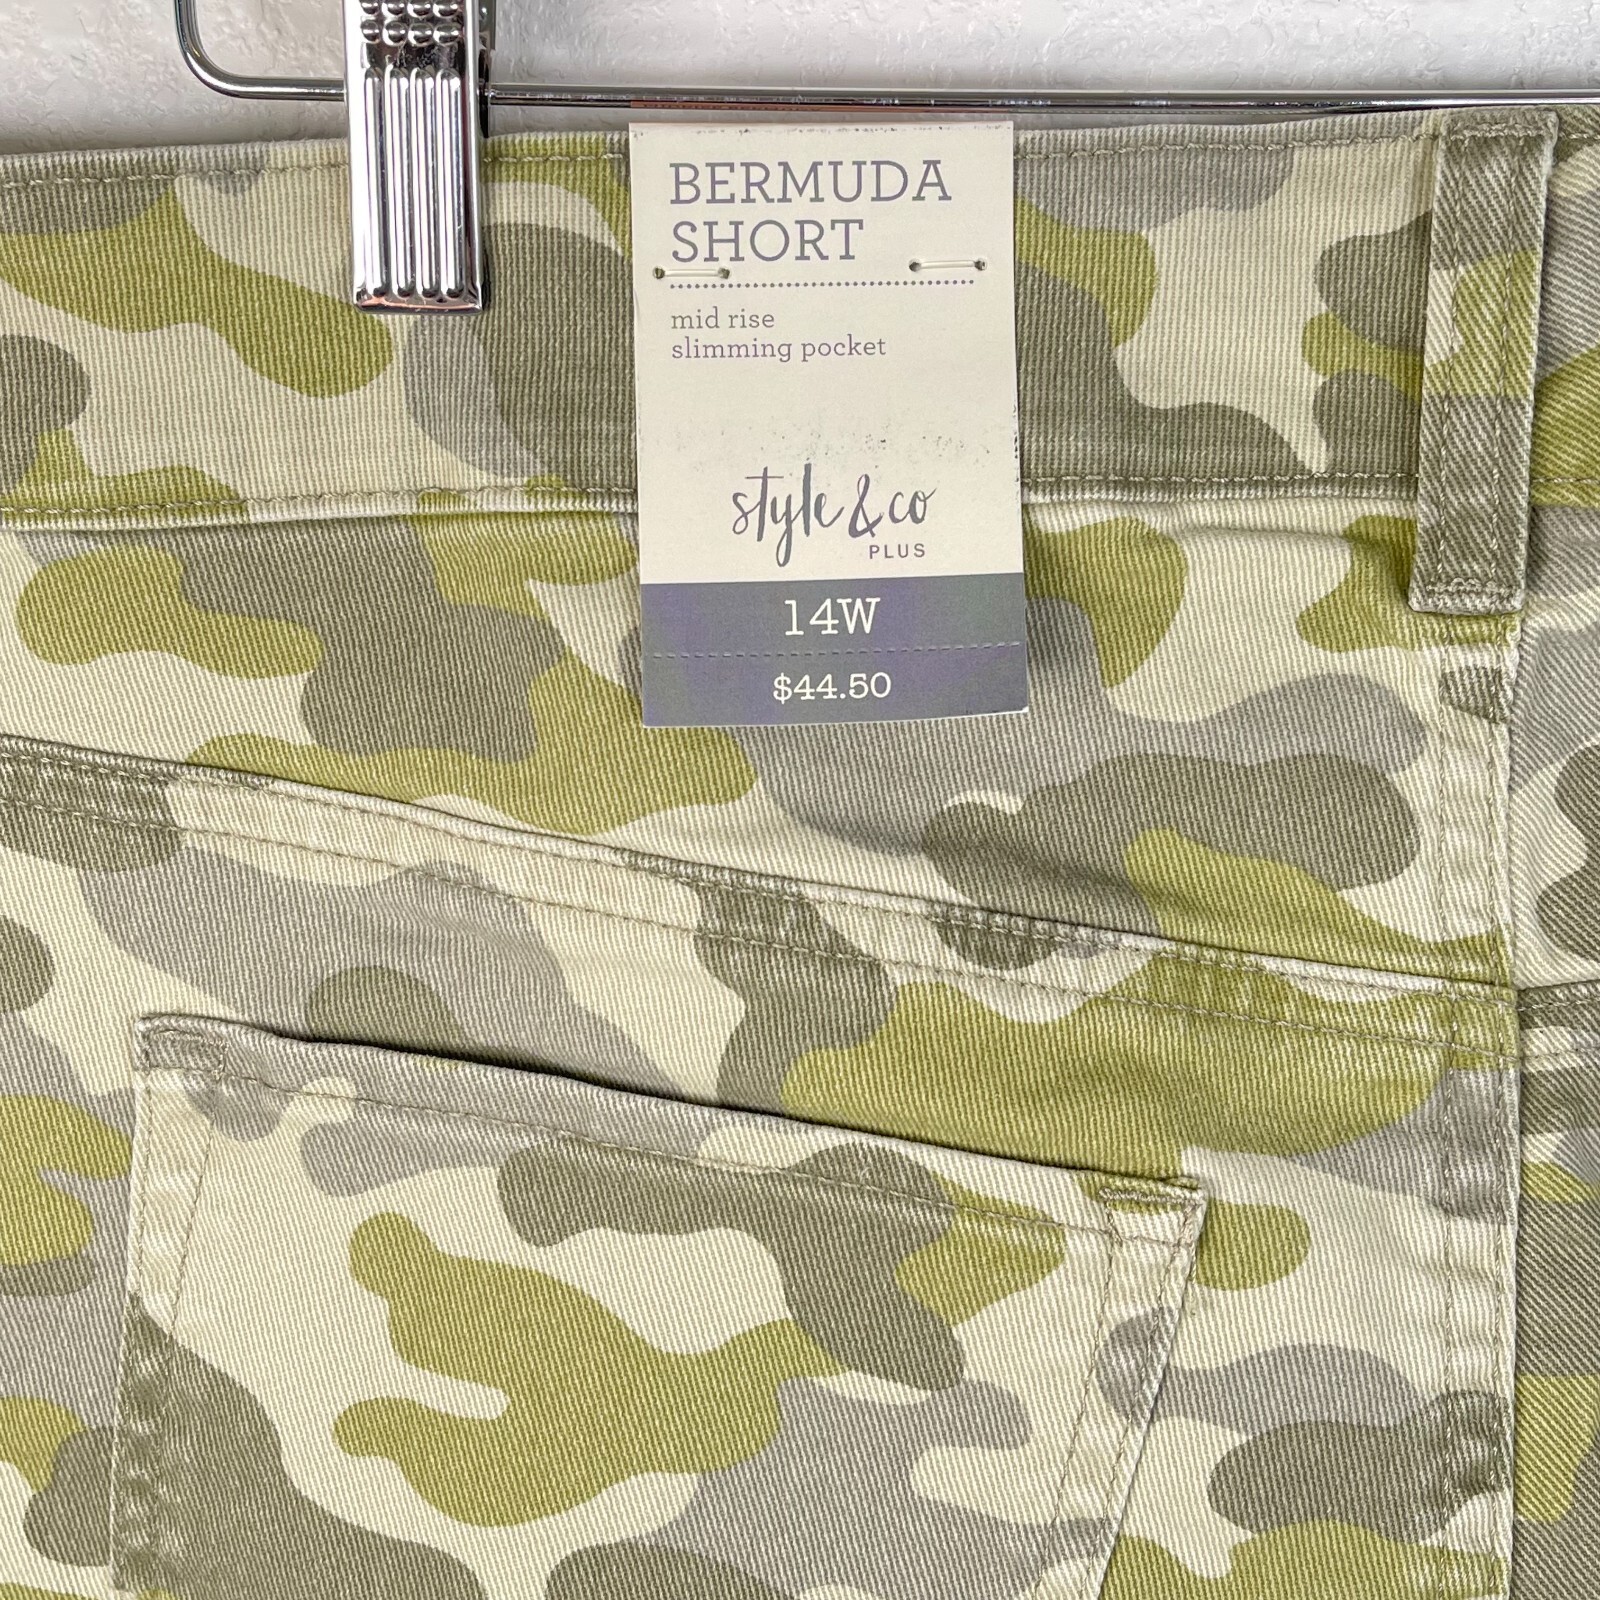 BERMUDA
SHORT
mid rise
slimming pocket
style&co
PLUS
14W
$44.50